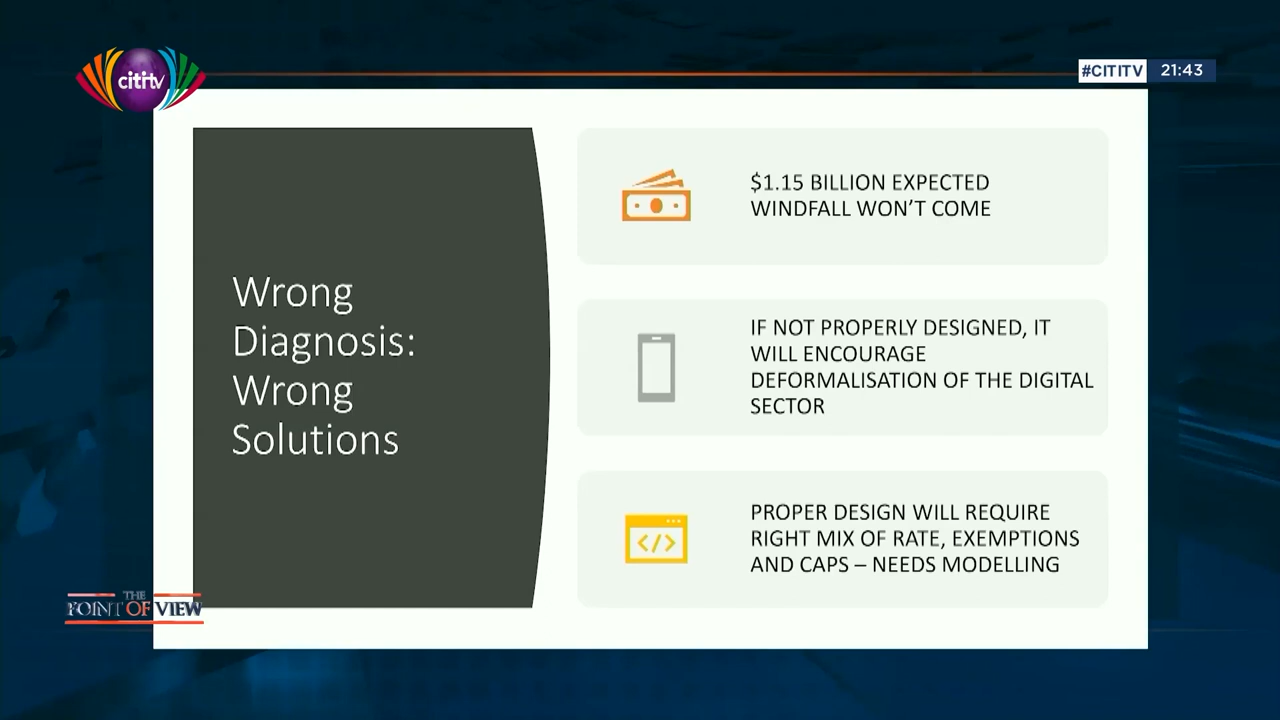 cititv
#CITITV 21:43
Wrong
Diagnosis:
Wrong
Solutions
$1.15 BILLION EXPECTED
WINDFALL WON'T COME
IF NOT PROPERLY DESIGNED, IT
WILL ENCOURAGE
DEFORMALISATION OF THE DIGITAL
SECTOR
</>
PROPER DESIGN WILL REQUIRE
RIGHT MIX OF RATE, EXEMPTIONS
AND CAPS – NEEDS MODELLING
THE
POINT OF VIEW